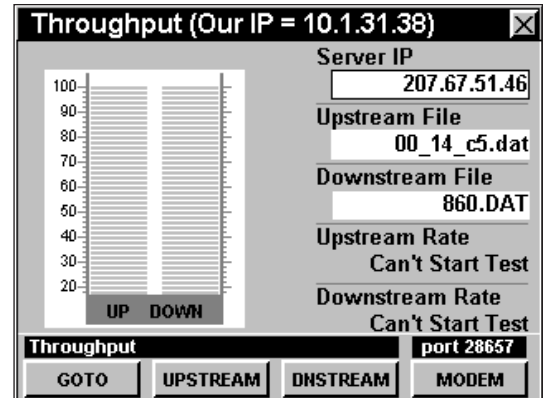 Throughput (Our IP = 10.1.31.38)
Server IP
207.67.51.46
Upstream File
00_14_c5.dat
Downstream File
860.DAT
Upstream Rate
Can't Start Test
Downstream Rate
Can't Start Test
100
90
80
70
60
50
40
30
20
UP DOWN
Throughput port 28657
GOTO UPSTREAM DNSTREAM MODEM